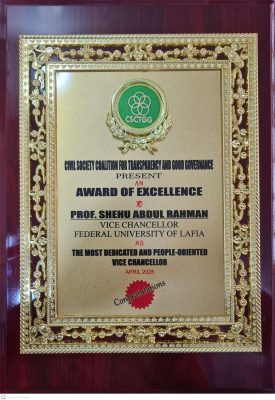 CSCTGG
CIVIL SOCIETY COALITION FOR TRANSPARENCY AND GOOD GOVERNANCE
PRESENT
AN
AWARD OF EXCELLENCE
TO
PROF. SHEHU ABDUL RAHMAN
VICE CHANCELLOR
FEDERAL UNIVERSITY OF LAFIA
AS
THE MOST DEDICATED AND PEOPLE-ORIENTED
VICE CHANCELLOR
APRIL 2025
Congratulations